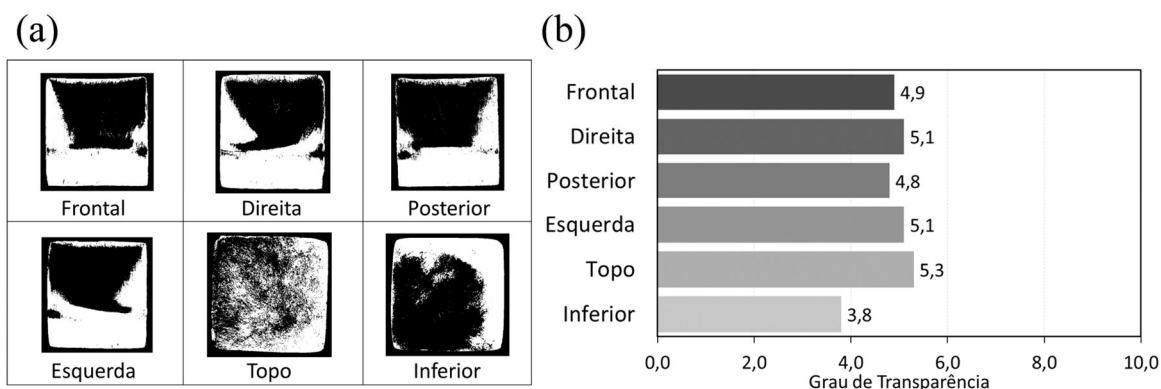 (a)
Frontal
Direita
Posterior
Esquerda
Topo
Inferior
(b)
Frontal
4,9
Direita
5,1
Posterior
4,8
Esquerda
5,1
Topo
5,3
Inferior
3,8
0,0 2,0 4,0 6,0 8,0 10,0
Grau de Transparência